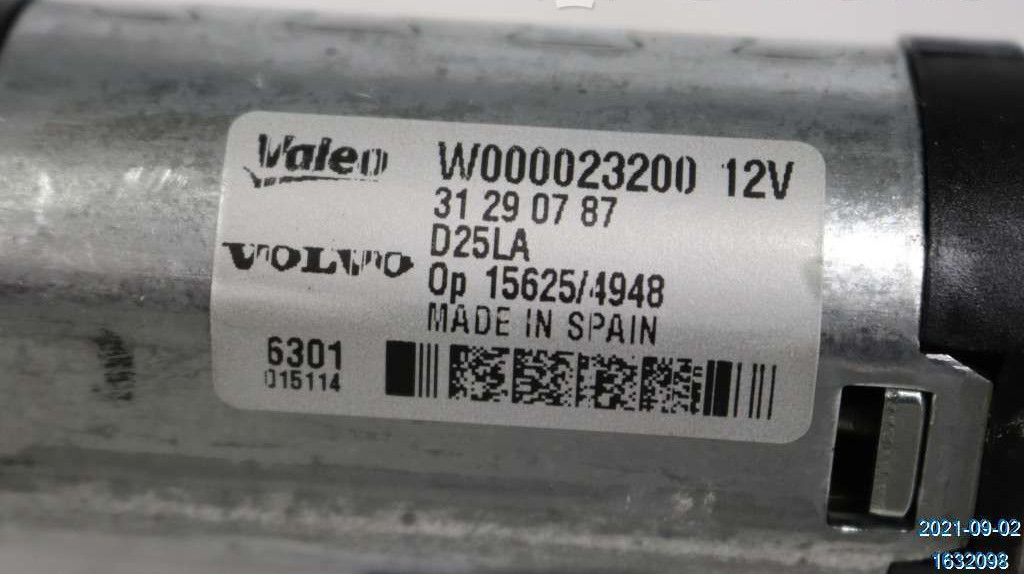 Valeo W000023200 12V
31 29 07 87
D25LA
VOLVO
Op 15625/4948
MADE IN SPAIN
6301
015114
2021-09-02
1632098